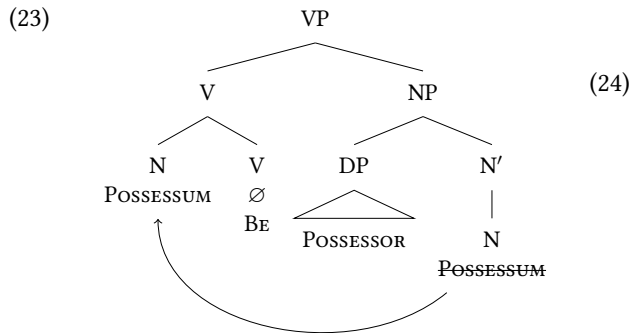 (23) VP
V NP (24)
N V DP N′
POSSESSUM ∅
BE
POSSESSOR N
POSSESSUM